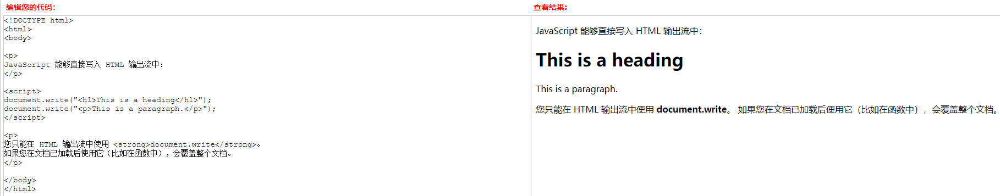 编辑您的代码：
<!DOCTYPE html>
<html>
<body>
<p>
JavaScript 能够直接写入 HTML 输出流中：
</p>
<script>
document.write("<h1>This is a heading</h1>");
document.write("<p>This is a paragraph.</p>");
</script>
<p>
您只能在 HTML 输出流中使用 <strong>document.write</strong>。
如果您在文档已加载后使用它（比如在函数中），会覆盖整个文档。
</p>
</body>
</html>
查看结果:
JavaScript 能够直接写入 HTML 输出流中：
This is a heading
This is a paragraph.
您只能在 HTML 输出流中使用 document.write。 如果您在文档已加载后使用它（比如在函数中），会覆盖整个文档。